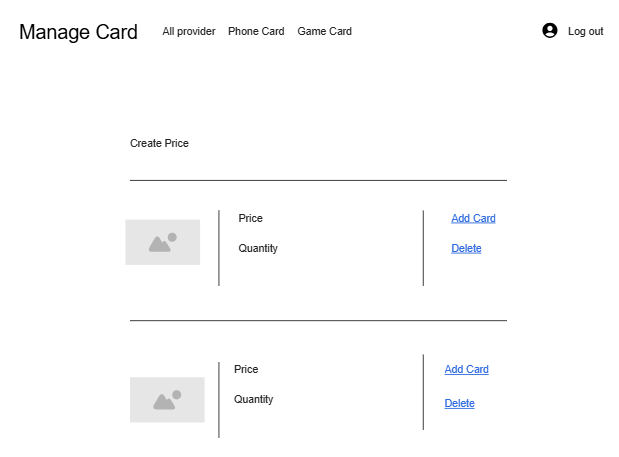 Manage Card All provider Phone Card Game Card Log out
Create Price
Price Add Card
Quantity Delete
Price Add Card
Quantity Delete